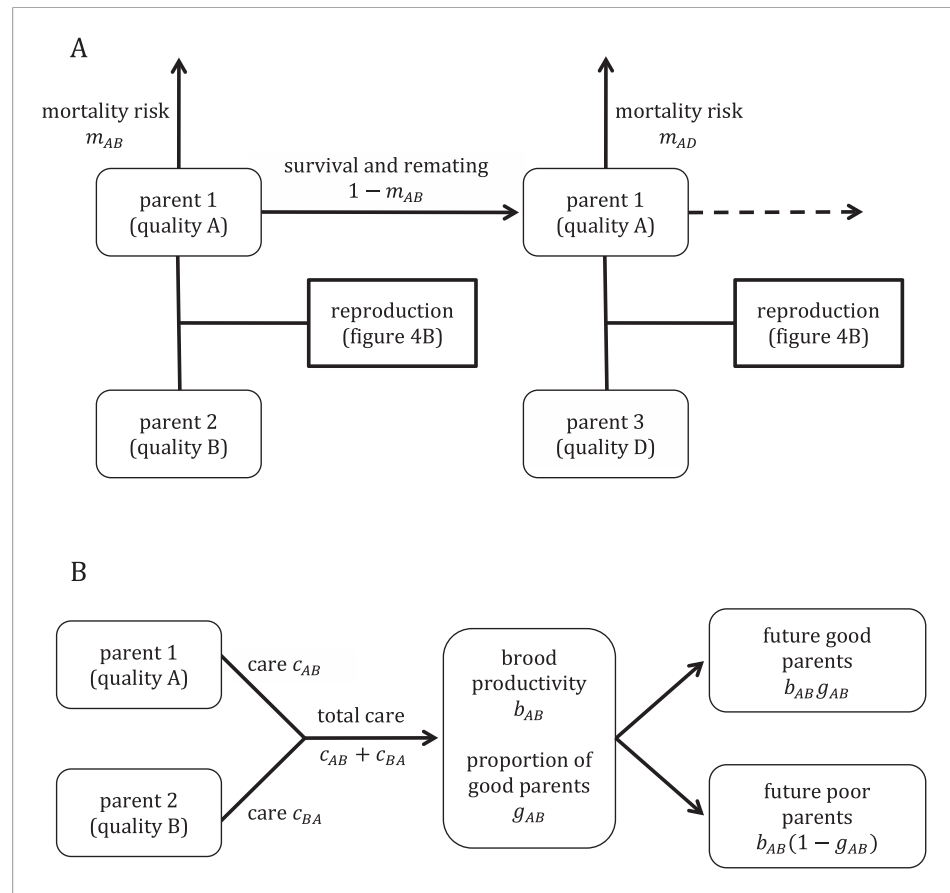 A
mortality risk
m_AB
mortality risk
m_AD
survival and remating
1 − m_AB
parent 1
(quality A)
parent 1
(quality A)
reproduction
(figure 4B)
reproduction
(figure 4B)
parent 2
(quality B)
parent 3
(quality D)
B
parent 1
(quality A)
care c_AB
total care
c_AB + c_BA
parent 2
(quality B)
care c_BA
brood
productivity
b_AB
proportion of
good parents
g_AB
future good
parents
b_AB g_AB
future poor
parents
b_AB(1 − g_AB)